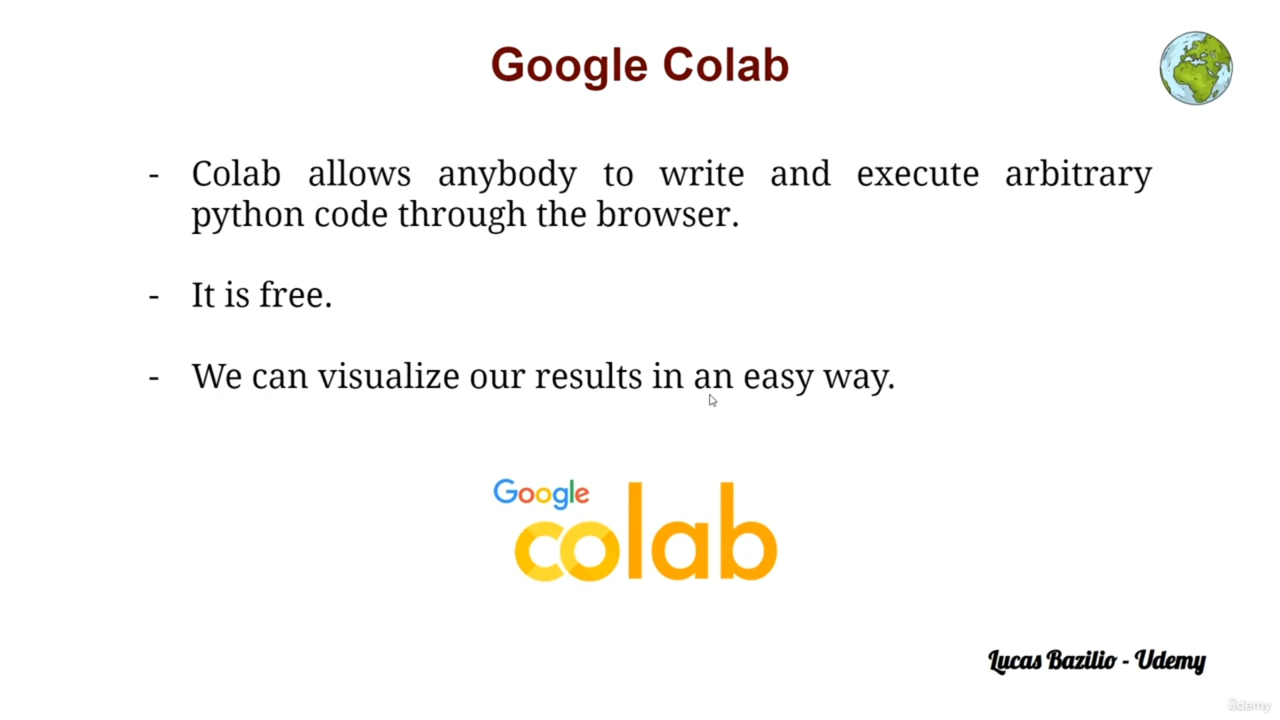 Google Colab
- Colab allows anybody to write and execute arbitrary
python code through the browser.
- It is free.
- We can visualize our results in an easy way.
Google
colab
Lucas Bazilio - Udemy
ûdemy